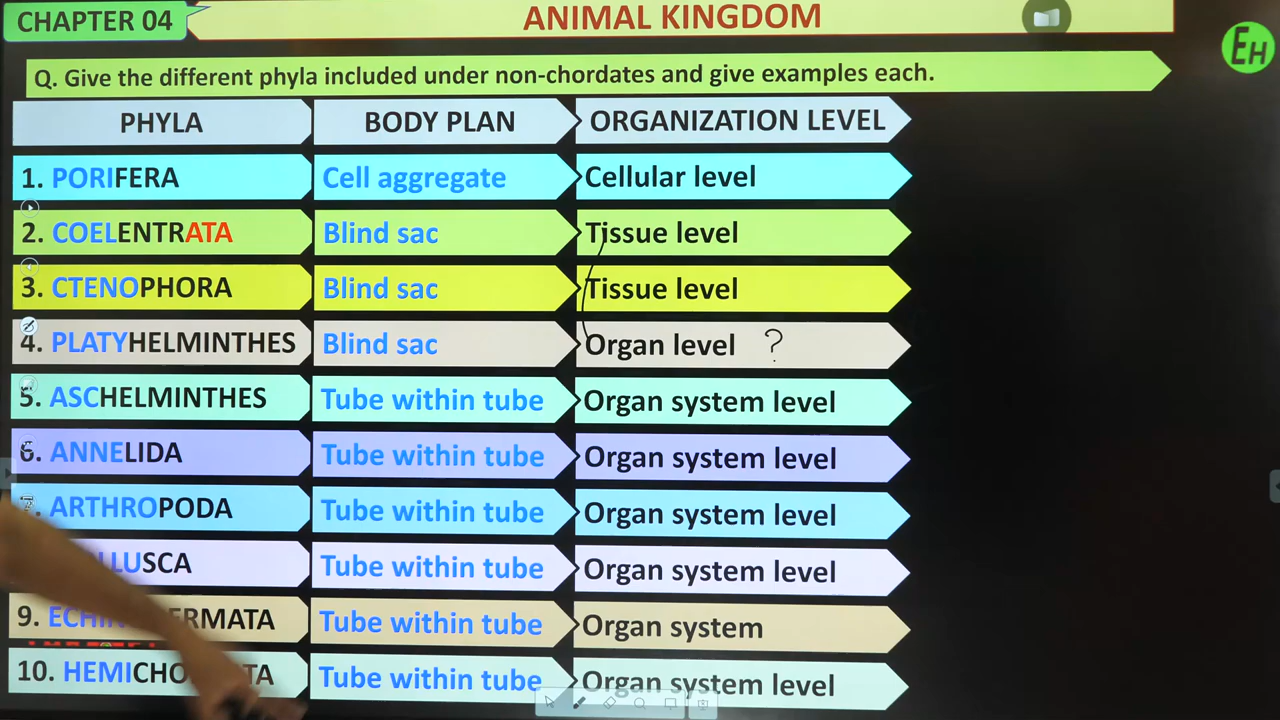 CHAPTER 04
ANIMAL KINGDOM
EH
Q. Give the different phyla included under non-chordates and give examples each.
PHYLA BODY PLAN ORGANIZATION LEVEL
1. PORIFERA Cell aggregate Cellular level
2. COELENTRATA Blind sac Tissue level
3. CTENOPHORA Blind sac Tissue level
4. PLATYHELMINTHES Blind sac Organ level ?
5. ASCHELMINTHES Tube within tube Organ system level
6. ANNELIDA Tube within tube Organ system level
ARTHROPODA Tube within tube Organ system level
Tube within tube Organ system level
9. Tube within tube Organ system
10. Tube within tube Organ system level